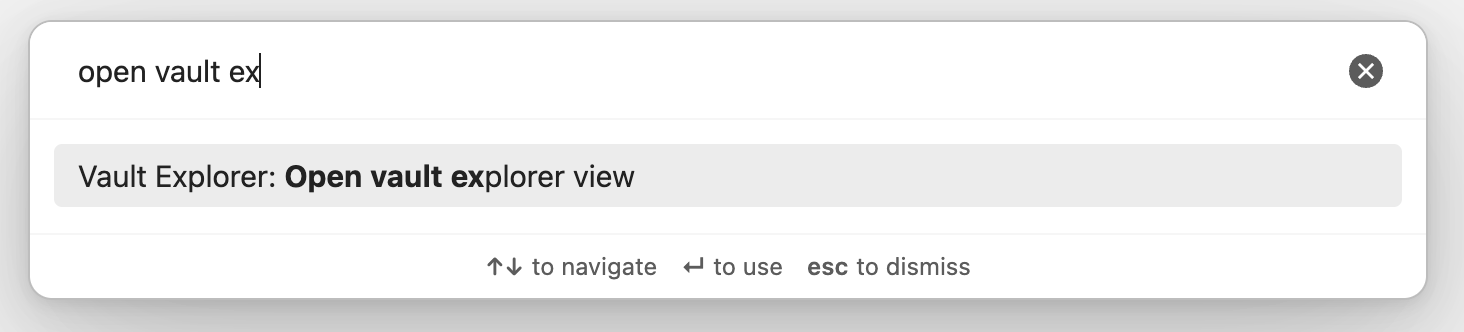 open vault ex
Vault Explorer: Open vault explorer view
↑↓ to navigate ↵ to use esc to dismiss